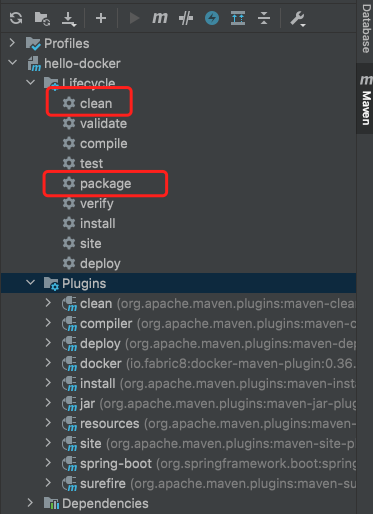 Profiles
hello-docker
Lifecycle
clean
validate
compile
test
package
verify
install
site
deploy
Plugins
clean (org.apache.maven.plugins:maven-clea
compiler (org.apache.maven.plugins:maven-c
deploy (org.apache.maven.plugins:maven-dep
docker (io.fabric8:docker-maven-plugin:0.36.
install (org.apache.maven.plugins:maven-inst
jar (org.apache.maven.plugins:maven-jar-plug
resources (org.apache.maven.plugins:maven
site (org.apache.maven.plugins:maven-site-p
spring-boot (org.springframework.boot:spring
surefire (org.apache.maven.plugins:maven-su
Dependencies
Database
m Maven